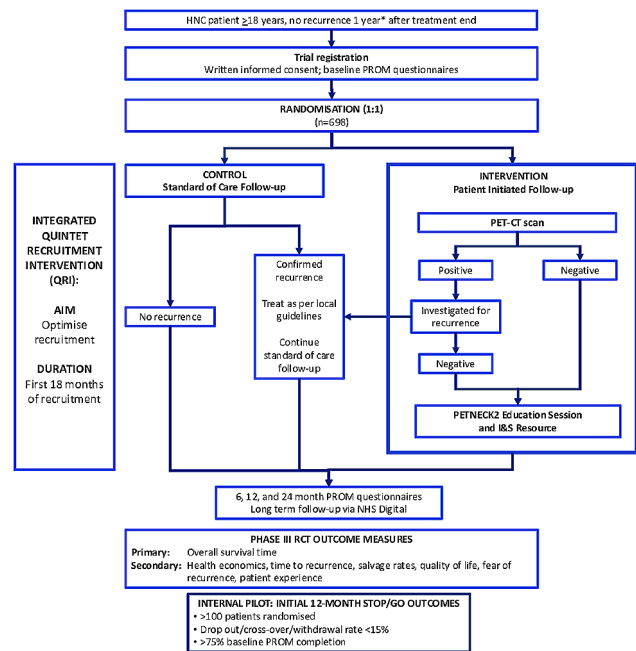 HNC patient ≥18 years, no recurrence 1 year* after treatment end
Trial registration
Written informed consent; baseline PROM questionnaires
RANDOMISATION (1:1)
(n=698)
CONTROL
Standard of Care Follow-up
INTERVENTION
Patient Initiated Follow-up
INTEGRATED
QUINTET
RECRUITMENT
INTERVENTION
(QRI):
AIM
Optimise
recruitment
DURATION
First 18 months
of recruitment
No recurrence
Confirmed
recurrence
Treat as per local
guidelines
Continue
standard of care
follow-up
PET-CT scan
Positive
Negative
Investigated for
recurrence
Negative
PETNECK2 Education Session
and I&S Resource
6, 12, and 24 month PROM questionnaires
Long term follow-up via NHS Digital
PHASE III RCT OUTCOME MEASURES
Primary: Overall survival time
Secondary: Health economics, time to recurrence, salvage rates, quality of life, fear of
recurrence, patient experience
INTERNAL PILOT: INITIAL 12-MONTH STOP/GO OUTCOMES
• >100 patients randomised
• Drop out/cross-over/withdrawal rate <15%
• >75% baseline PROM completion